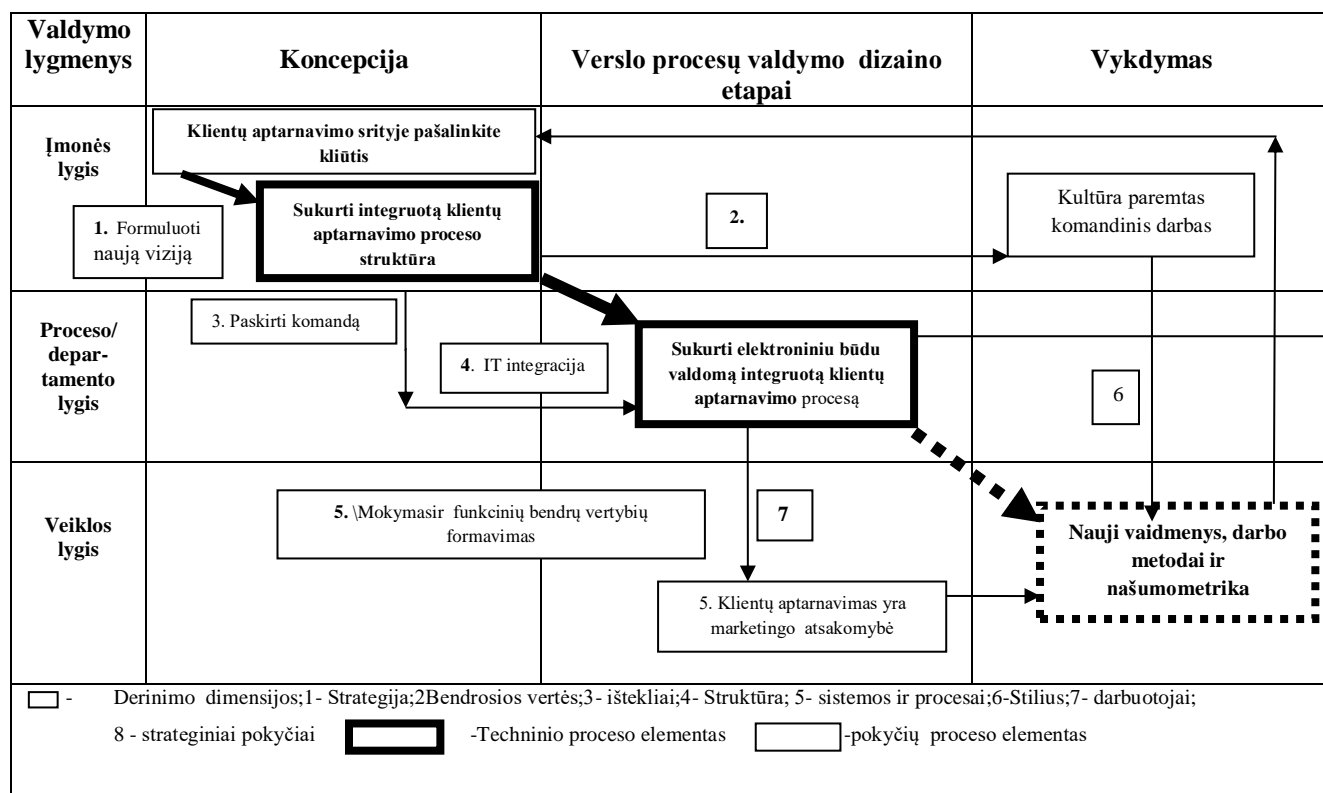 Valdymo
lygmenys
Koncepcija
Verslo procesų valdymo dizaino
etapai
Vykdymas
Įmonės
lygis
Klientų aptarnavimo srityje pašalinkite
kliūtis
1. Formuluoti
naują viziją
Sukurti integruotą klientų
aptarnavimo proceso
struktūra
2.
Kultūra paremtas
komandinis darbas
Proceso/
depar-
tamento
lygis
3. Paskirti komandą
4. IT integracija
Sukurti elektroniniu būdu
valdomą integruotą klientų
aptarnavimo procesą
6
Veiklos
lygis
5. \Mokymasir funkcinių bendrų vertybių
formavimas
7
5. Klientų aptarnavimas yra
marketingo atsakomybė
Nauji vaidmenys, darbo
metodai ir
našumometrika
- Derinimo dimensijos;1- Strategija;2Bendrosios vertės;3- ištekliai;4- Struktūra; 5- sistemos ir procesai;6-Stilius;7- darbuotojai;
8 - strateginiai pokyčiai -Techninio proceso elementas -pokyčių proceso elementas